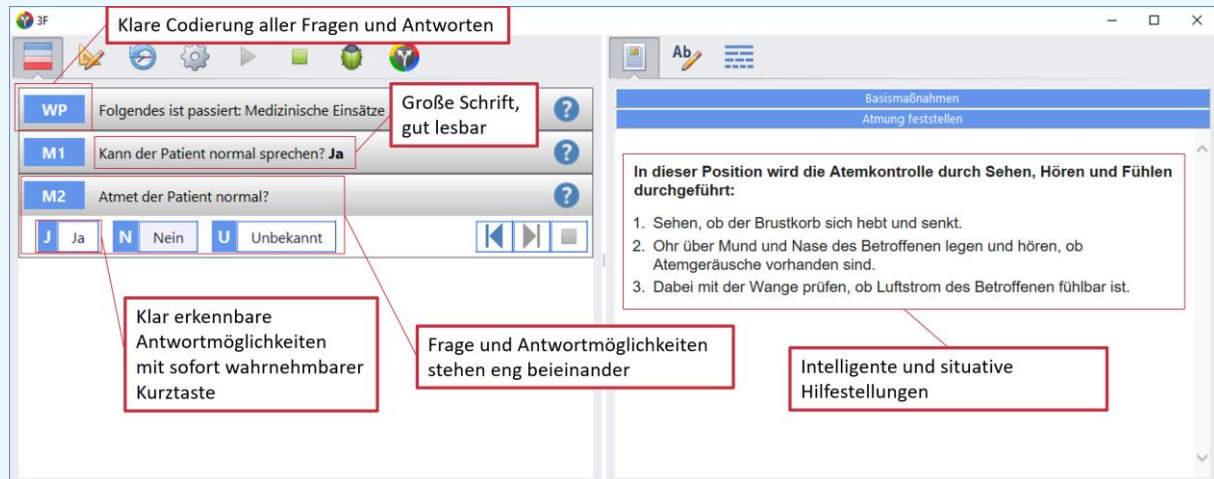 3F
Klare Codierung aller Fragen und Antworten
WP
Folgendes ist passiert: Medizinische Einsätze
?
Große Schrift,
gut lesbar
M1
Kann der Patient normal sprechen? Ja
?
M2
Atmet der Patient normal?
?
J Ja
N Nein
U Unbekannt
Klar erkennbare
Antwortmöglichkeiten
mit sofort wahrnehmbarer
Kurztaste
Frage und Antwortmöglichkeiten
stehen eng beieinander
Ab
Basismaßnahmen
Atmung feststellen
In dieser Position wird die Atemkontrolle durch Sehen, Hören und Fühlen
durchgeführt:
1. Sehen, ob der Brustkorb sich hebt und senkt.
2. Ohr über Mund und Nase des Betroffenen legen und hören, ob
Atemgeräusche vorhanden sind.
3. Dabei mit der Wange prüfen, ob Luftstrom des Betroffenen fühlbar ist.
Intelligente und situative
Hilfestellungen